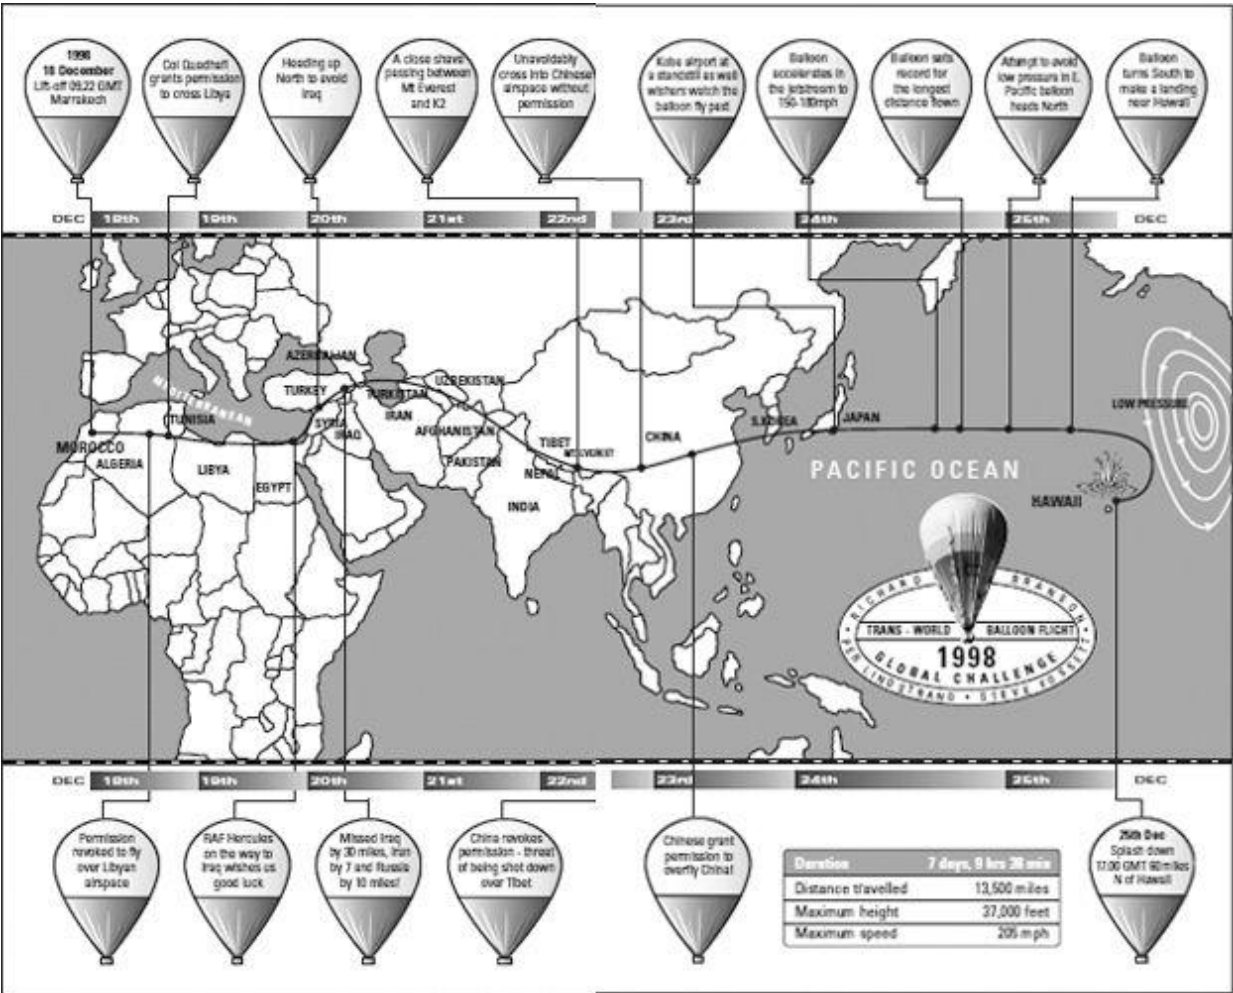 1998
18 December
Lift-off 09.22 GMT
Marrakech
Col
grants permission
to cross Libya
Heading up
North to avoid
Iraq
A close shave
passing between
Mt Everest
and K2
Unavoidably
cross into Chinese
airspace without
permission
Kobe airport at
a standstill as well
wishers watch the
balloon fly past
Balloon
accelerates in
the jetstream to
150-180mph
Balloon sets
record for
the longest
distance flown
Attempt to avoid
low pressure in E.
Pacific balloon
heads North
Balloon
turns South to
make a landing
near Hawaii
DEC 18th 19th 20th 21st 22nd 23rd 24th 25th DEC
AZERBAIJAN
UZBEKISTAN
TURKEY
TURKISTAN
MEDITERRANEAN
IRAN
LOW PRESSURE
TUNISIA
SYRIA
S.KOREA
JAPAN
IRAQ
AFGHANISTAN
CHINA
MOROCCO
TIBET
ALGERIA
LIBYA
PAKISTAN
NEPAL
PACIFIC OCEAN
EGYPT
INDIA
HAWAII
RICHARD BRANSON
TRANS - WORLD BALLOON FLIGHT
1998
GLOBAL CHALLENGE
PER LINDSTRAND • STEVE FOSSETT
DEC 18th 19th 20th 21st 22nd 23rd 24th 25th DEC
Permission
revoked to fly
over Libyan
airspace
RAF Hercules
on the way to
Iraq wishes us
good luck
Missed Iraq
by 30 miles, Iran
by 7 and Russia
by 10 miles!
China revokes
permission - threat
of being shot down
over Tibet
Chinese grant
permission to
overfly China!
Duration 7 days, 9 hrs 38 min
Distance travelled 13,500 miles
Maximum height 37,000 feet
Maximum speed 205 mph
25th Dec
Splash down
17.00 GMT miles
N of Hawaii